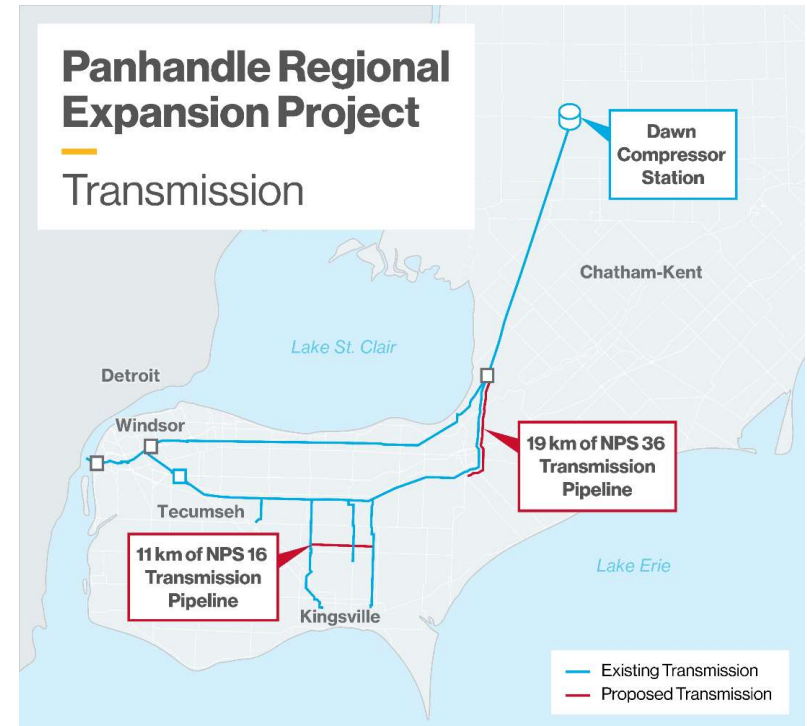 Panhandle Regional
Expansion Project
Transmission
Dawn
Compressor
Station
Chatham-Kent
Lake St. Clair
Detroit
Windsor
19 km of NPS 36
Transmission
Pipeline
Tecumseh
11 km of NPS 16
Transmission
Pipeline
Lake Erie
Kingsville
Existing Transmission
Proposed Transmission